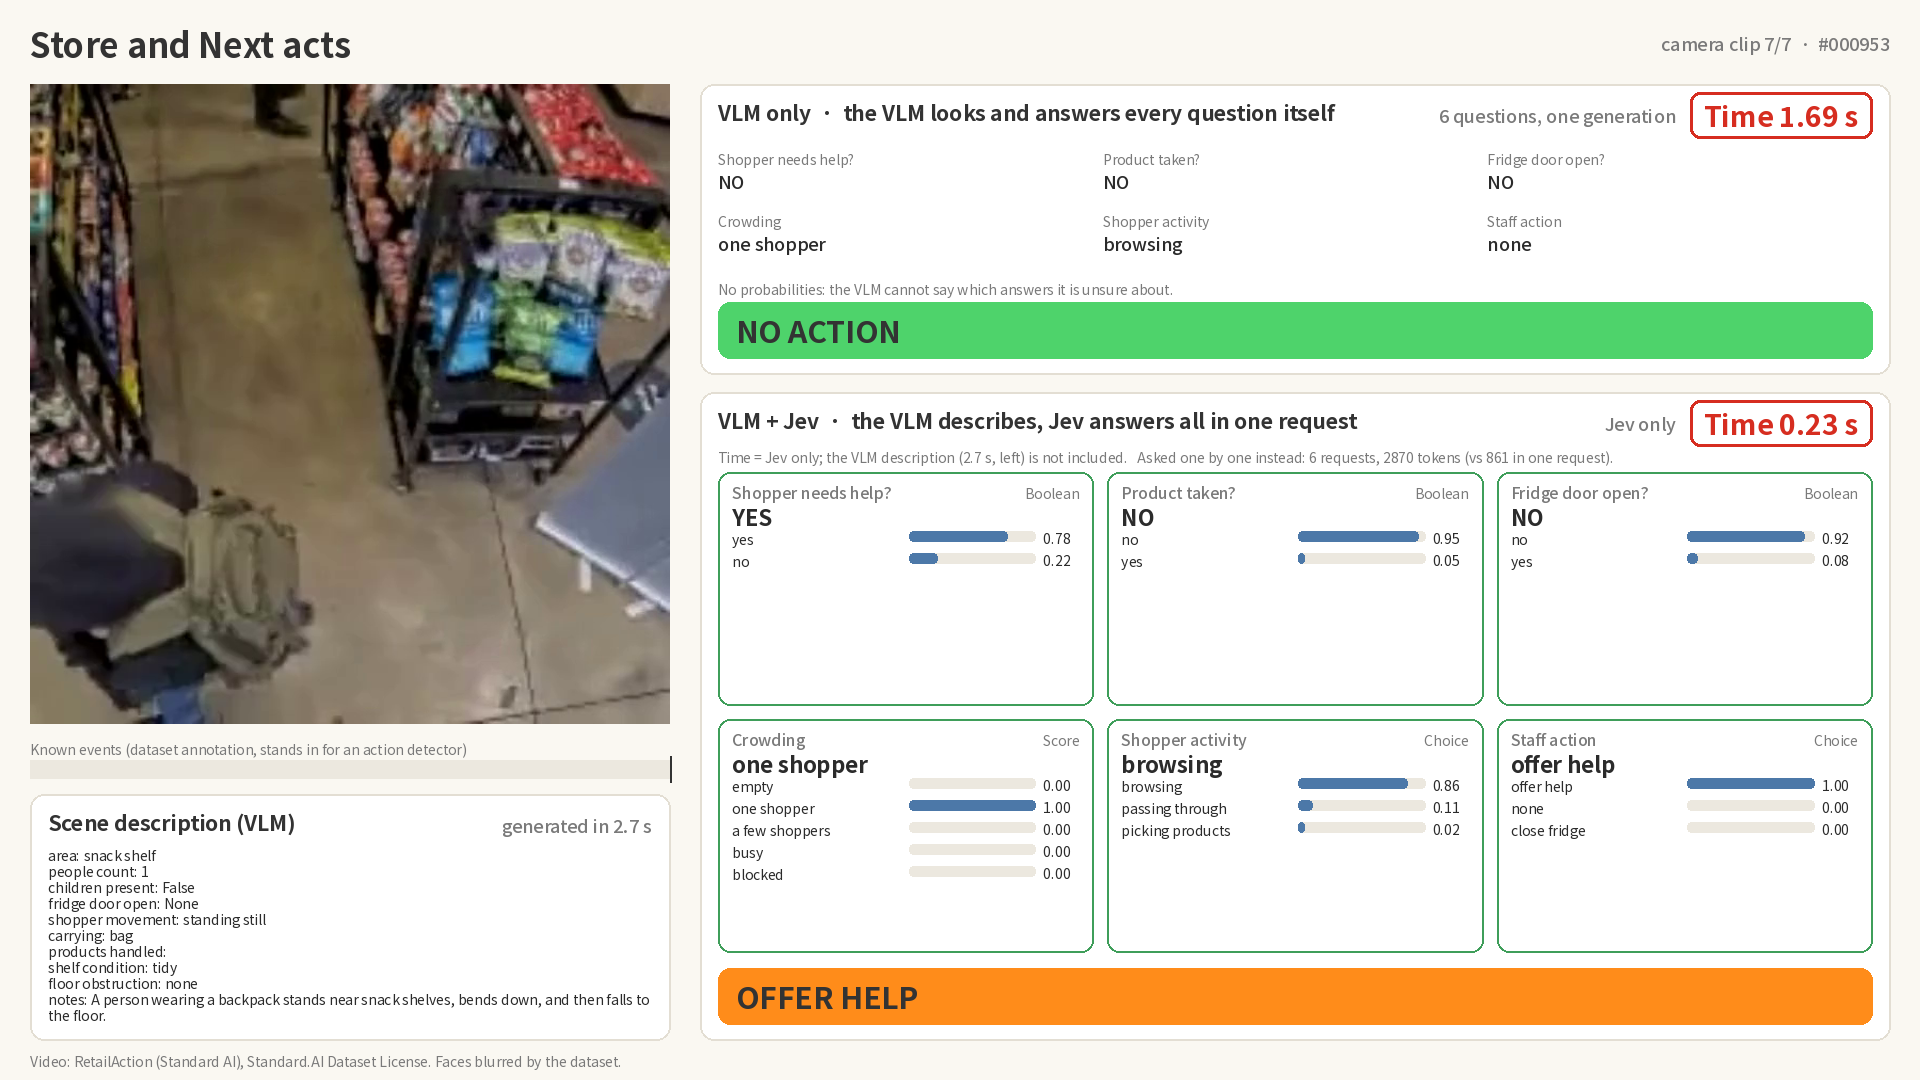 Store and Next acts
camera clip 7/7 · #000953
VLM only · the VLM looks and answers every question itself
6 questions, one generation
Time 1.69 s
Shopper needs help?
NO
Product taken?
NO
Fridge door open?
NO
Crowding
one shopper
Shopper activity
browsing
Staff action
none
No probabilities: the VLM cannot say which answers it is unsure about.
NO ACTION
VLM + Jev · the VLM describes, Jev answers all in one request
Jev only
Time 0.23 s
Time = Jev only; the VLM description (2.7 s, left) is not included. Asked one by one instead: 6 requests, 2870 tokens (vs 861 in one request).
Shopper needs help? Boolean
YES
yes 0.78
no 0.22
Product taken? Boolean
NO
no 0.95
yes 0.05
Fridge door open? Boolean
NO
no 0.92
yes 0.08
Crowding Score
one shopper
empty 0.00
one shopper 1.00
a few shoppers 0.00
busy 0.00
blocked 0.00
Shopper activity Choice
browsing
browsing 0.86
passing through 0.11
picking products 0.02
Staff action Choice
offer help
offer help 1.00
none 0.00
close fridge 0.00
OFFER HELP
Known events (dataset annotation, stands in for an action detector)
Scene description (VLM)
generated in 2.7 s
area: snack shelf
people count: 1
children present: False
fridge door open: None
shopper movement: standing still
carrying: bag
products handled:
shelf condition: tidy
floor obstruction: none
notes: A person wearing a backpack stands near snack shelves, bends down, and then falls to
the floor.
Video: RetailAction (Standard AI), Standard.AI Dataset License. Faces blurred by the dataset.